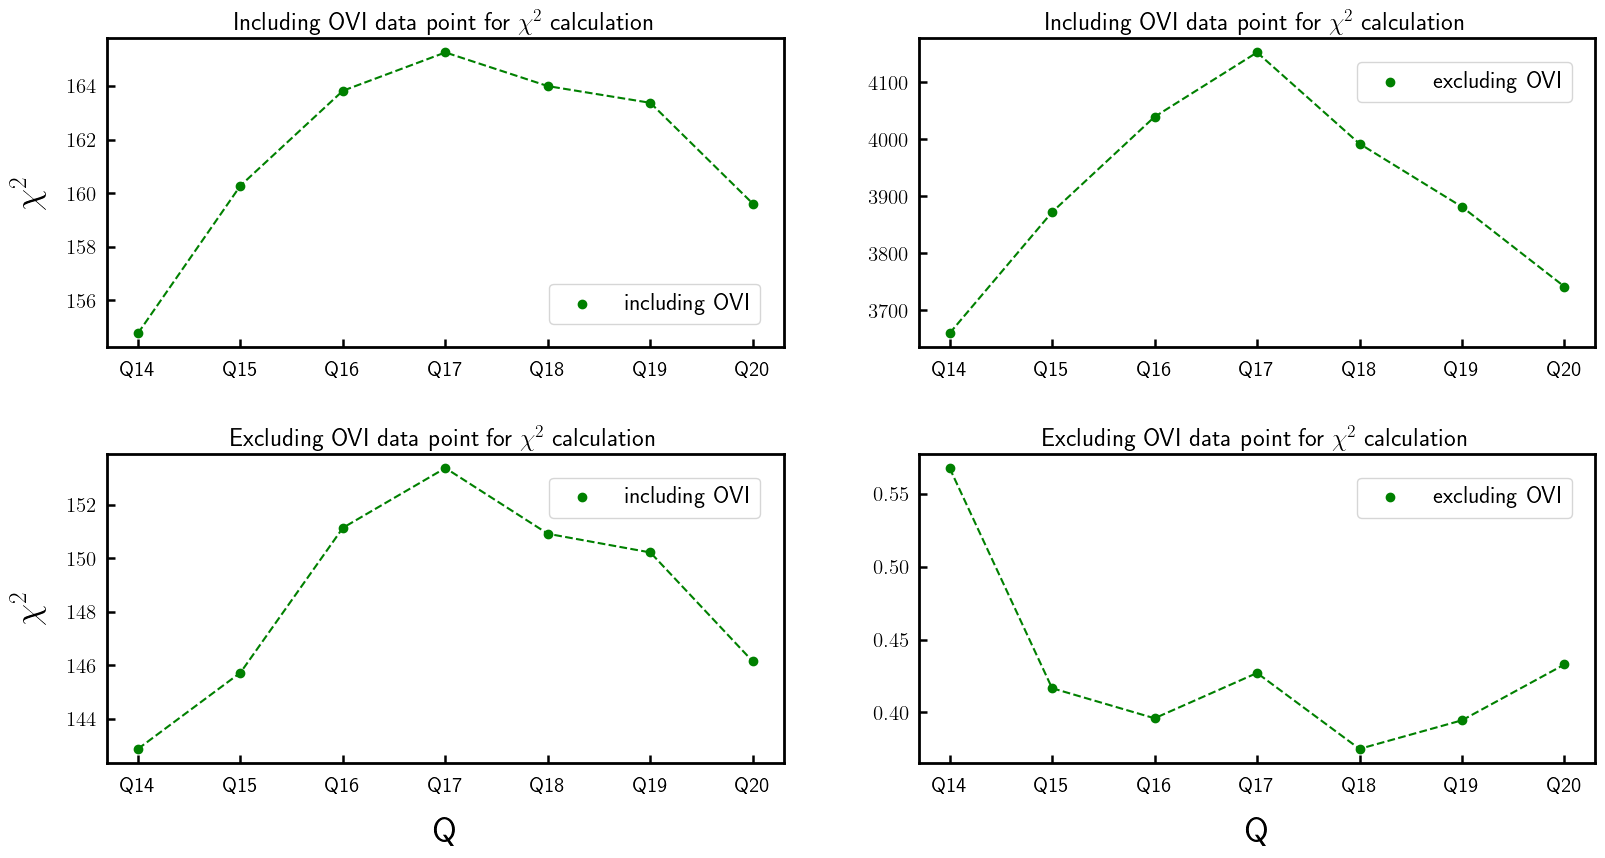 Including OVI data point for χ² calculation
χ²
164
162
160
158
156
including OVI
Q14 Q15 Q16 Q17 Q18 Q19 Q20
Including OVI data point for χ² calculation
4100
4000
3900
3800
3700
excluding OVI
Q14 Q15 Q16 Q17 Q18 Q19 Q20
Excluding OVI data point for χ² calculation
χ²
152
150
148
146
144
including OVI
Q14 Q15 Q16 Q17 Q18 Q19 Q20
Q
Excluding OVI data point for χ² calculation
0.55
0.50
0.45
0.40
excluding OVI
Q14 Q15 Q16 Q17 Q18 Q19 Q20
Q